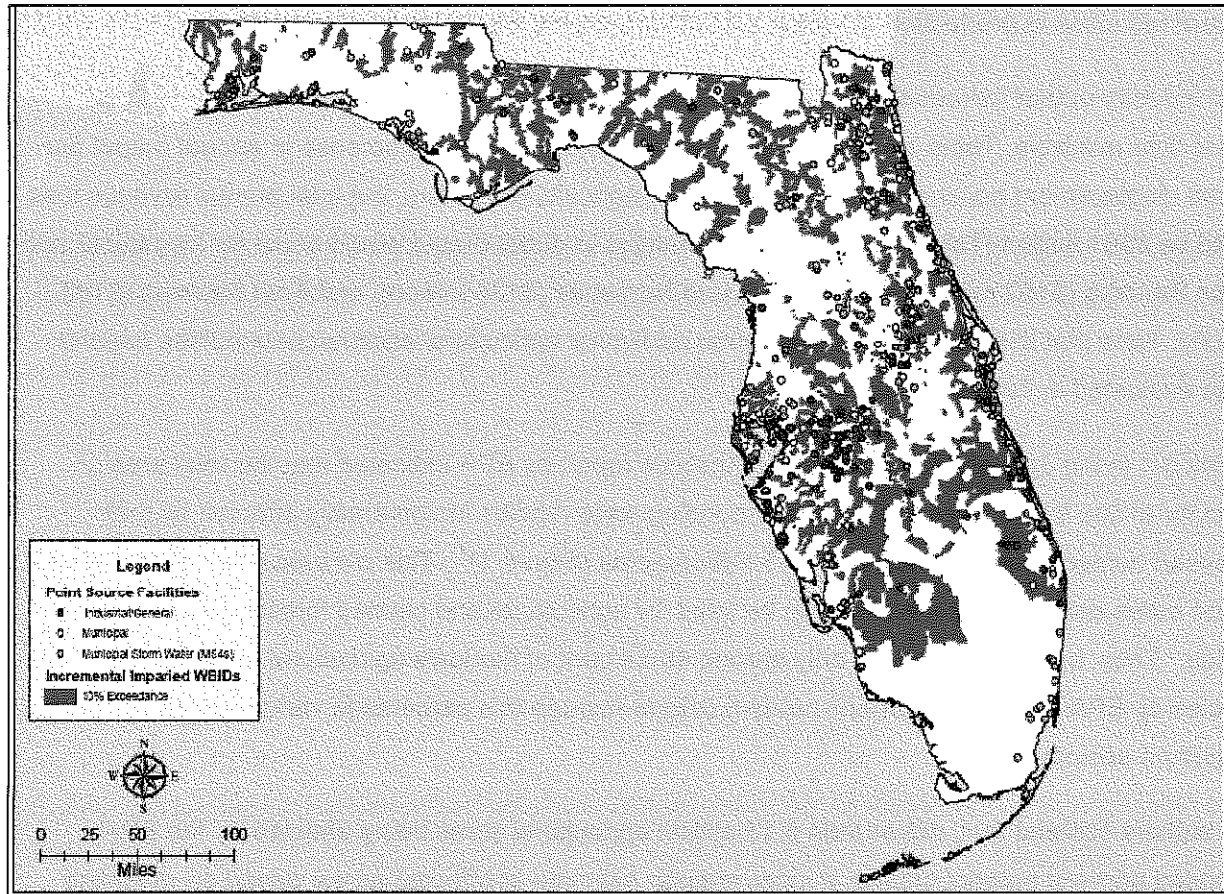 Legend
Point Source Facilities
Industrial/General
Municipal
Municipal Storm Water (MS4s)
Incremental Imparied WBIDs
10% Exceedance
N
W E
S
0 25 50 100
Miles